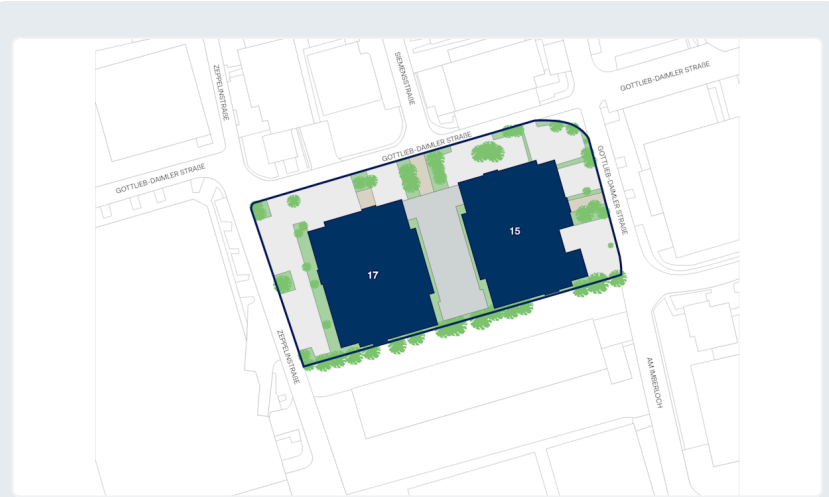 ZEPPELINSTRAßE
SIEMENSSTRAßE
GOTTLIEB-DAIMLER STRAßE
GOTTLIEB-DAIMLER STRAßE
GOTTLIEB-DAIMLER STRAßE
GOTTLIEB-DAIMLER STRAßE
15
17
ZEPPELINSTRAßE
AM IMBERLOCH